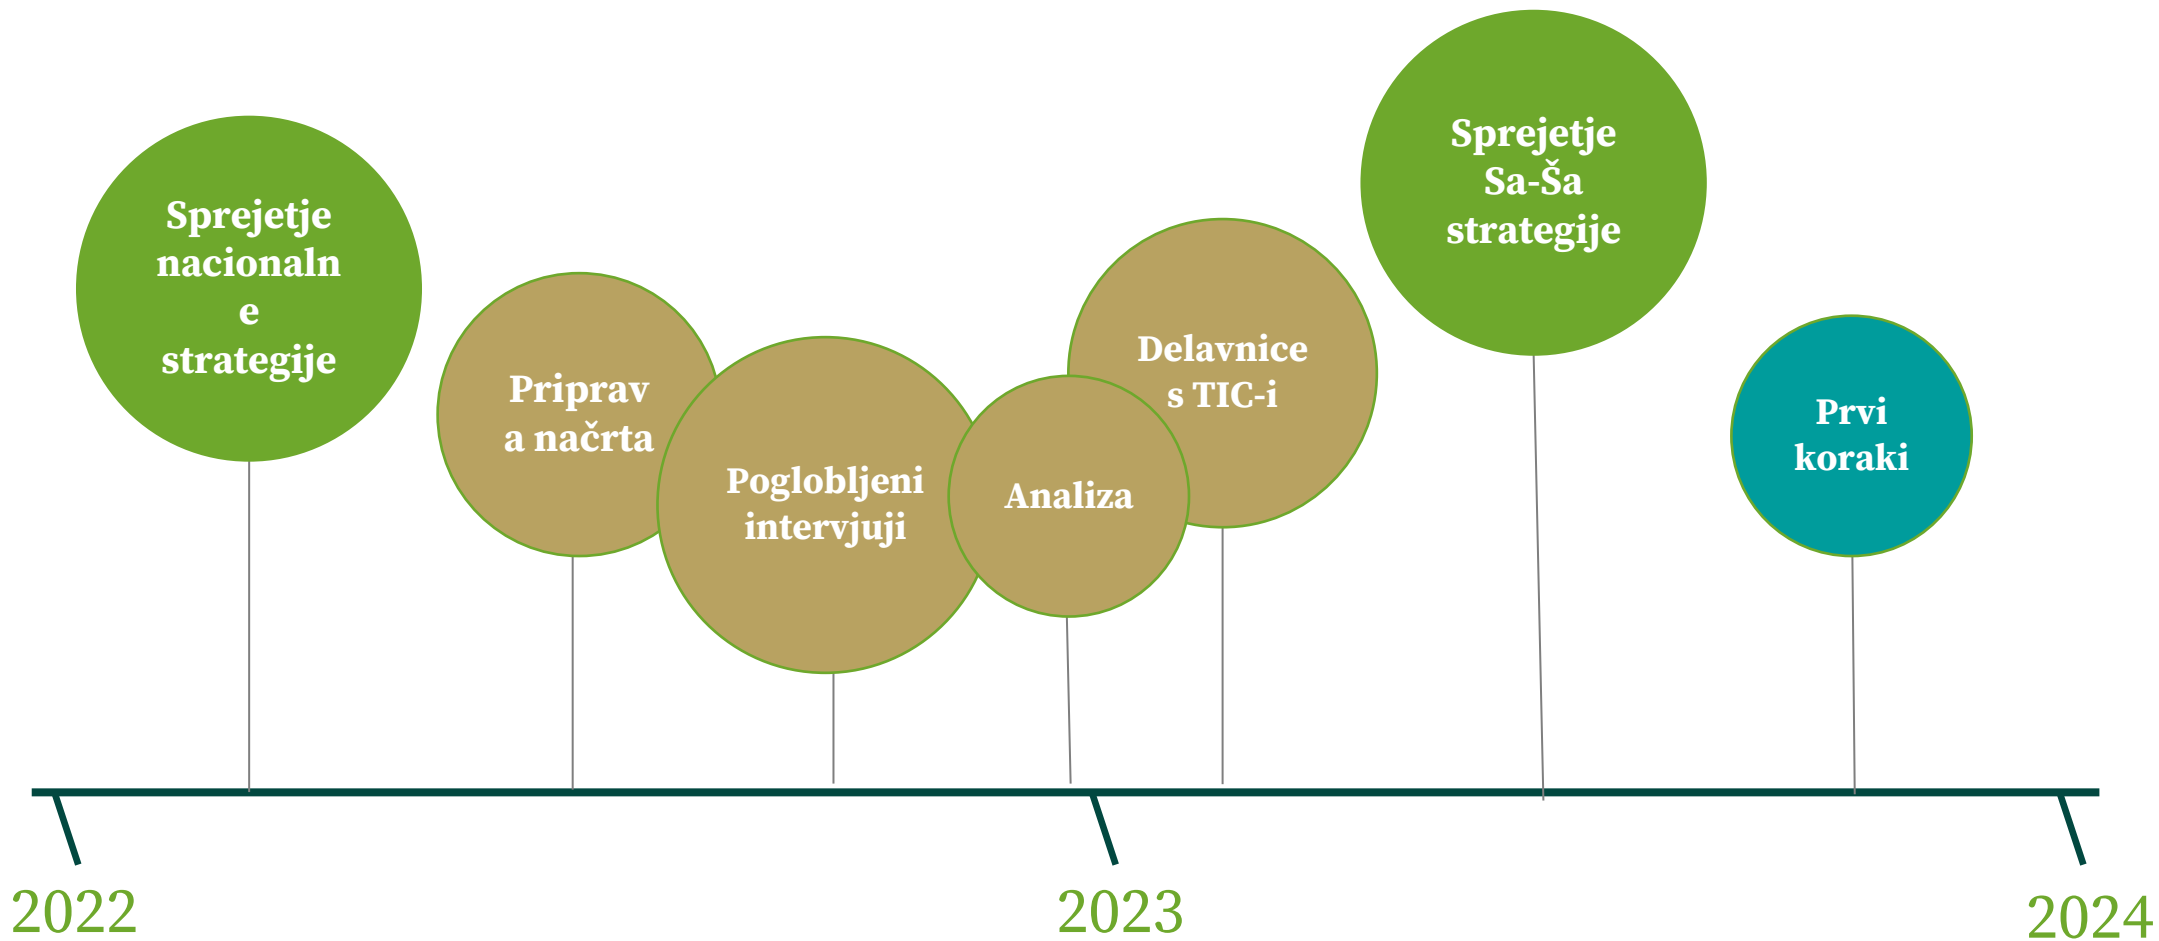 Sprejetje
nacionaln
e
strategije
Priprav
a načrta
Poglobljeni
intervjuji
Analiza
Delavnice
s TIC-i
Sprejetje
Sa-Ša
strategije
Prvi
koraki
2022
2023
2024